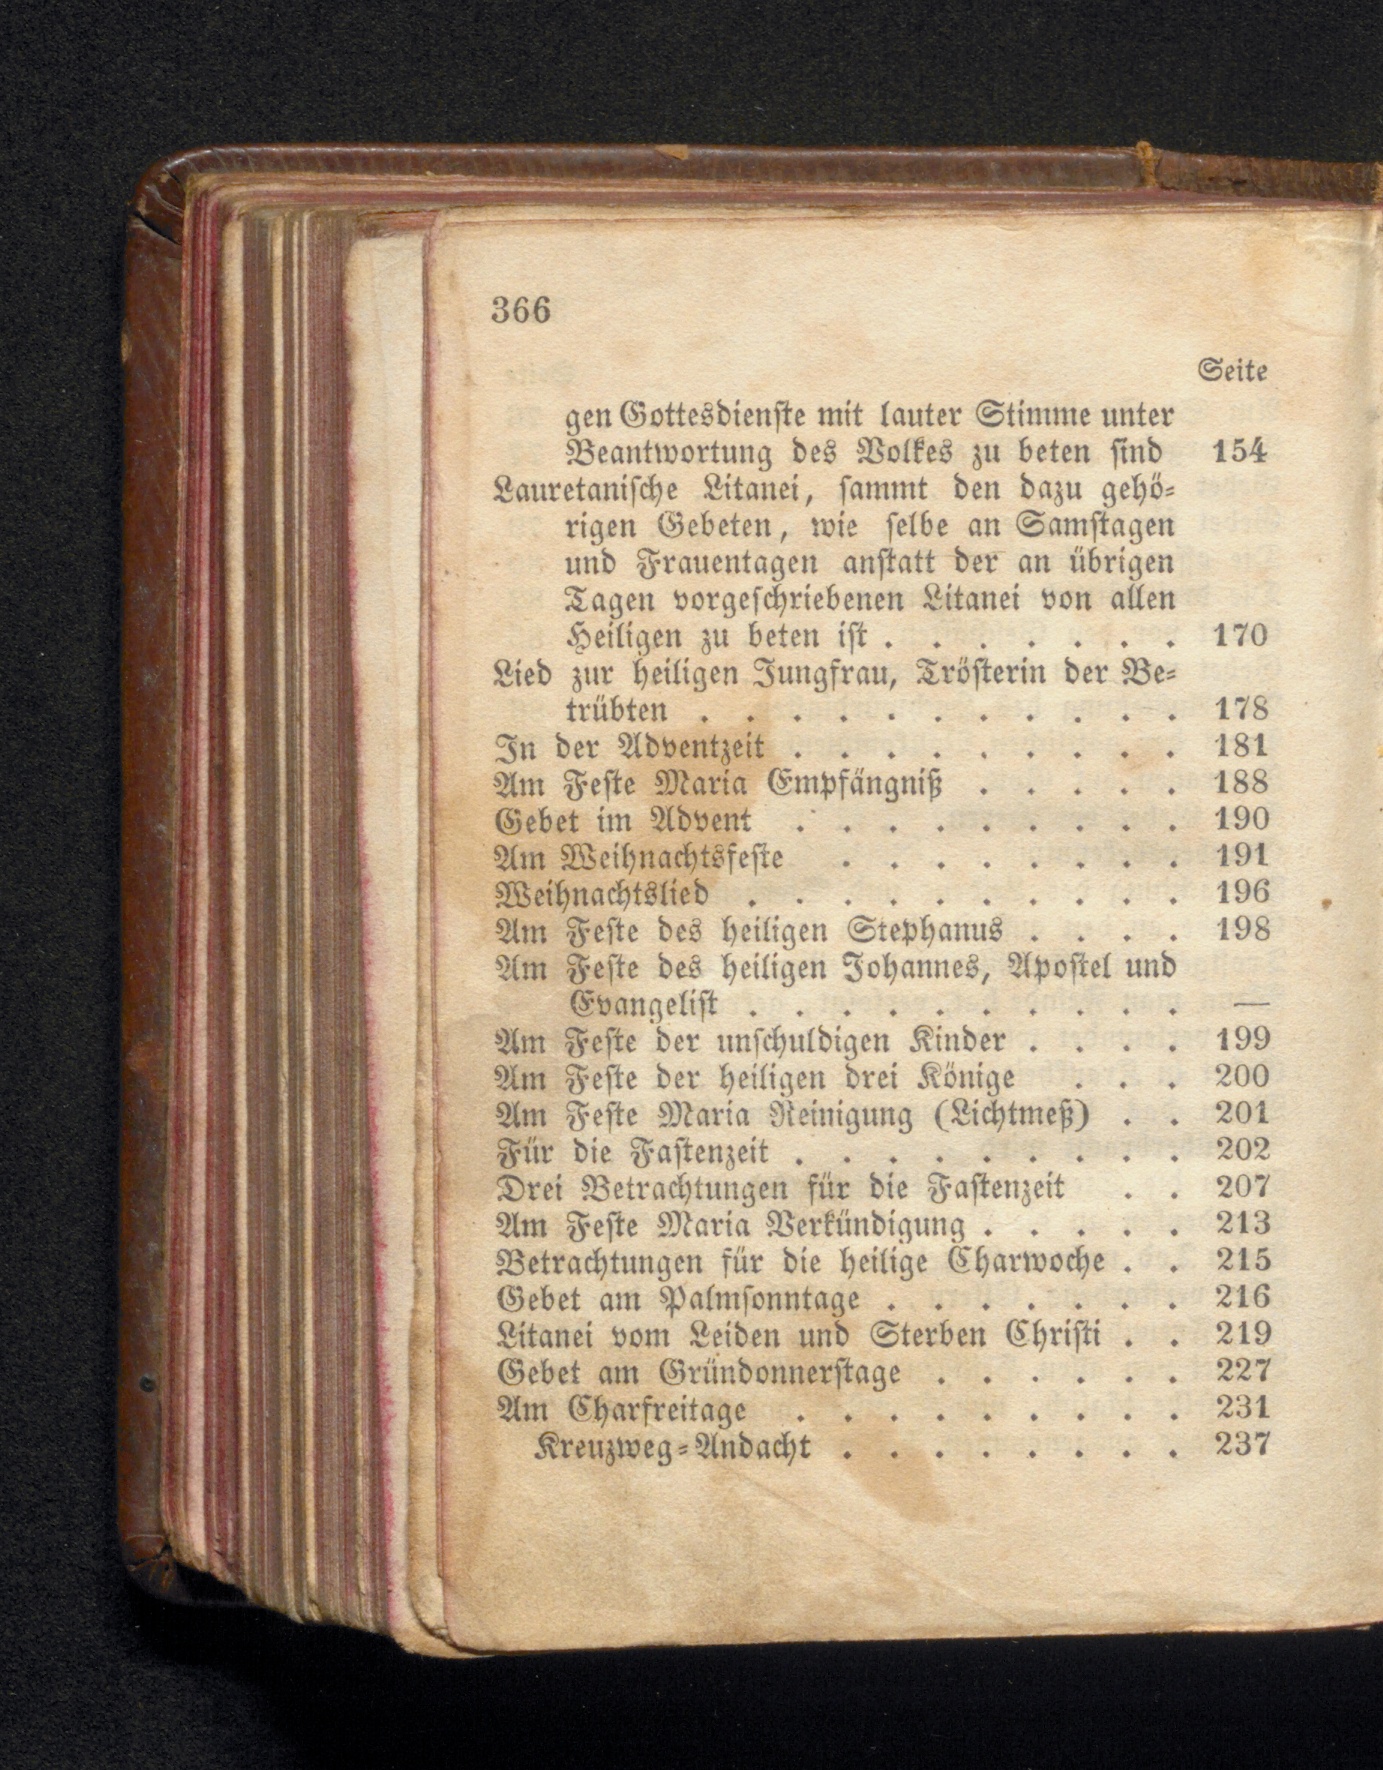 366
Seite
gen Gottesdienste mit lauter Stimme unter
Beantwortung des Volkes zu beten sind 154
Lauretanische Litanei, sammt den dazu gehö-
rigen Gebeten, wie selbe an Samstagen
und Frauentagen anstatt der an übrigen
Tagen vorgeschriebenen Litanei von allen
Heiligen zu beten ist . . . . . . . 170
Lied zur heiligen Jungfrau, Trösterin der Be-
trübten . . . . . . . . . . . 178
In der Adventzeit . . . . . . . . . 181
Am Feste Maria Empfängniß . . . . . 188
Gebet im Advent . . . . . . . . . 190
Am Weihnachtsfeste . . . . . . . . 191
Weihnachtslied . . . . . . . . . . 196
Am Feste des heiligen Stephanus . . . . 198
Am Feste des heiligen Johannes, Apostel und
Evangelist . . . . . . . . . . —
Am Feste der unschuldigen Kinder . . . . 199
Am Feste der heiligen drei Könige . . . 200
Am Feste Maria Reinigung (Lichtmeß) . . 201
Für die Fastenzeit . . . . . . . . . 202
Drei Betrachtungen für die Fastenzeit . . 207
Am Feste Maria Verkündigung . . . . . 213
Betrachtungen für die heilige Charwoche . . 215
Gebet am Palmsonntage . . . . . . . 216
Litanei vom Leiden und Sterben Christi . . 219
Gebet am Gründonnerstage . . . . . . 227
Am Charfreitage . . . . . . . . . 231
Kreuzweg-Andacht . . . . . . . . 237